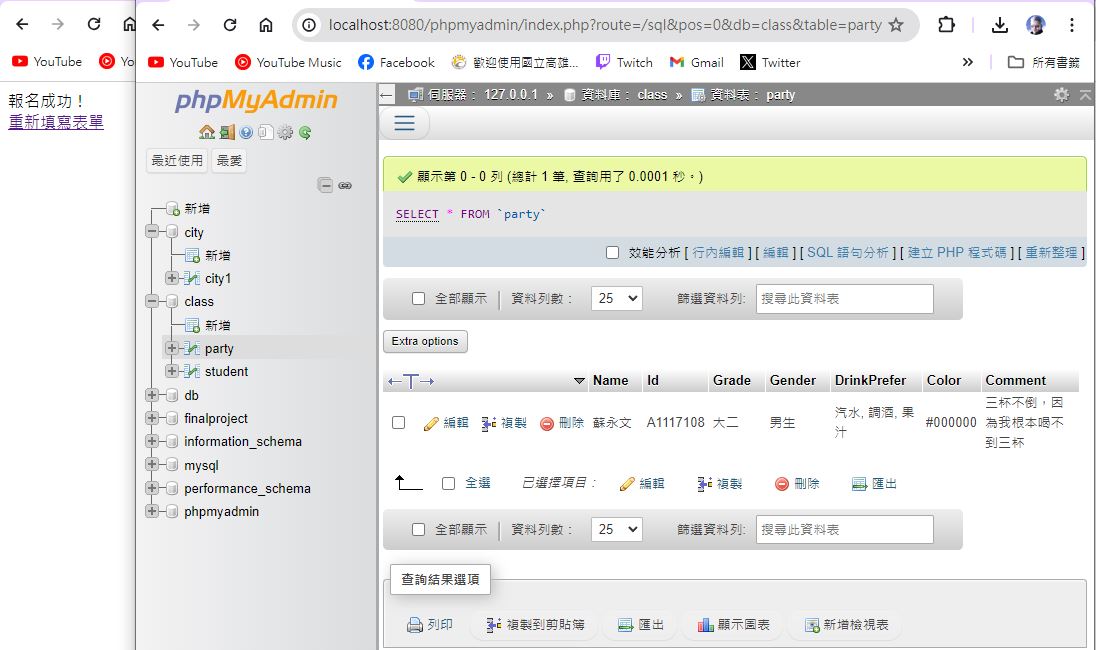 localhost:8080/phpmyadmin/index.php?route=/sql&pos=0&db=class&table=party
YouTube
Yo
YouTube
YouTube Music
Facebook
歡迎使用國立高雄...
Twitch
Gmail
Twitter
»
所有書籤
報名成功！
重新填寫表單
phpMyAdmin
最近使用
最愛
新增
city
新增
city1
class
新增
party
student
db
finalproject
information_schema
mysql
performance_schema
phpmyadmin
伺服器： 127.0.0.1 » 資料庫： class » 資料表： party
顯示第 0 - 0 列 (總計 1 筆, 查詢用了 0.0001 秒。)
SELECT * FROM `party`
效能分析 [ 行內編輯 ] [ 編輯 ] [ SQL 語句分析 ] [ 建立 PHP 程式碼 ] [ 重新整理 ]
全部顯示 | 資料列數： 25 篩選資料列: 搜尋此資料表
Extra options
Name Id Grade Gender DrinkPrefer Color Comment
編輯 複製 刪除 蘇永文 A1117108 大二 男生 汽水, 調酒, 果
汁 #000000 三杯不倒，因
為我根本喝不
到三杯
全選 已選擇項目： 編輯 複製 刪除 匯出
全部顯示 | 資料列數： 25 篩選資料列: 搜尋此資料表
查詢結果選項
列印 複製到剪貼簿 匯出 顯示圖表 新增檢視表